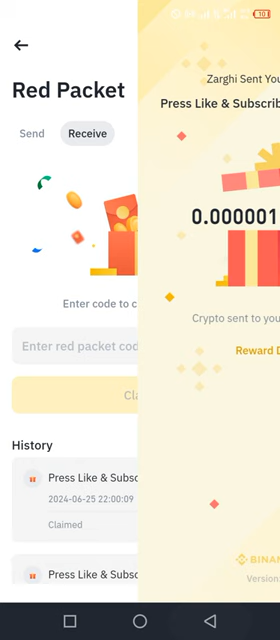 Red Packet
Send
Receive
Enter code to c
Enter red packet cod
Cla
History
Press Like & Subsc
2024-06-25 22:00:09
Claimed
Press Like & Subsc
Zarghi Sent You
Press Like & Subscrib
0.000001
Crypto sent to you
Reward D
BINAN
Version: